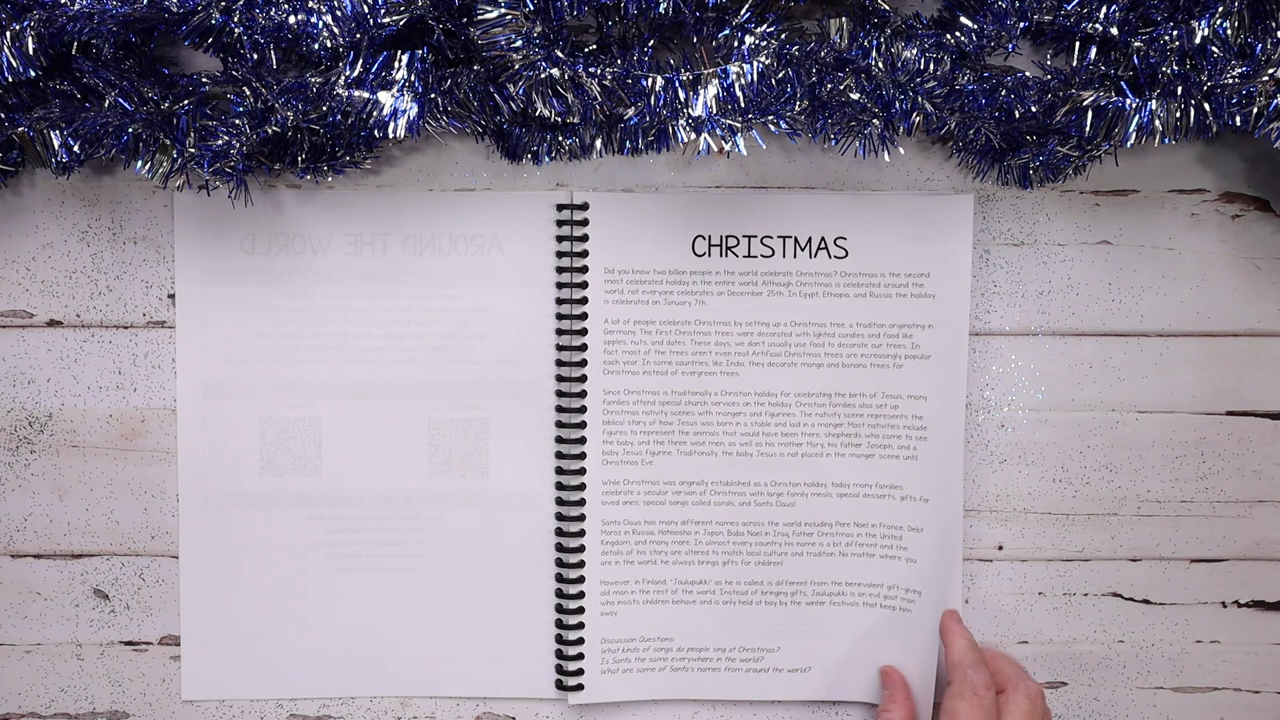 AROUND THE WORLD
CHRISTMAS
Did you know two billion people in the world celebrate Christmas? Christmas is the second
most celebrated holiday in the entire world. Although Christmas is celebrated around the
world, not everyone celebrates on December 25th. In Egypt, Ethiopia, and Russia the holiday
is celebrated on January 7th.
A lot of people celebrate Christmas by setting up a Christmas tree, a tradition originating in
Germany. The first Christmas trees were decorated with lighted candles and food like
apples, nuts, and dates. These days, we don't usually use food to decorate our trees. In
fact, most of the trees aren't even real! Artificial Christmas trees are increasingly popular
each year. In some countries, like India, they decorate mango and banana trees for
Christmas instead of evergreen trees.
Since Christmas is traditionally a Christian holiday for celebrating the birth of Jesus, many
families attend special church services on the holiday. Christian families also set up
Christmas nativity scenes with mangers and figurines. The nativity scene represents the
biblical story of how Jesus was born in a stable and laid in a manger. Most nativities include
figures to represent the animals that would have been there, shepherds who came to see
the baby, and the three wise men, as well as his mother Mary, his father Joseph, and a
baby Jesus figurine. Traditionally, the baby Jesus is not placed in the manger scene until
Christmas Eve.
While Christmas was originally established as a Christian holiday, today many families
celebrate a secular version of Christmas with large family meals, special desserts, gifts for
loved ones, special songs called carols, and Santa Claus!
Santa Claus has many different names across the world including Pere Noel in France, Debt
Moroz in Russia, Hoteiosho in Japan, Baba Noel in Iraq, Father Christmas in the United
Kingdom, and many more. In almost every country his name is a bit different and the
details of his story are altered to match local culture and tradition. No matter where you
are in the world, he always brings gifts for children!
However, in Finland, "Joulupukki" as he is called, is different from the benevolent gift-giving
old man in the rest of the world. Instead of bringing gifts, Joulupukki is an evil goat man
who insists children behave and is only held at bay by the winter festivals that keep him
away.
Discussion Questions:
What kinds of songs do people sing at Christmas?
Is Santa the same everywhere in the world?
What are some of Santa's names from around the world?